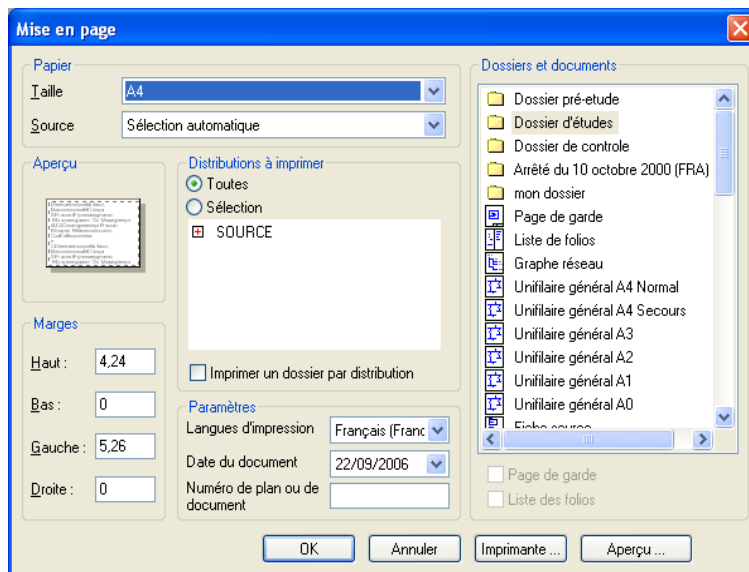 Mise en page
Papier
Taille
A4
Source
Sélection automatique
Aperçu
Distributions à imprimer
Toutes
Sélection
SOURCE
Imprimer un dossier par distribution
Marges
Haut :
4,24
Bas :
0
Gauche :
5,26
Droite :
0
Paramètres
Langues d'impression
Français (Franc
Date du document
22/09/2006
Numéro de plan ou de
document
Dossiers et documents
Dossier pré-etude
Dossier d'études
Dossier de controle
Arrêté du 10 octobre 2000 (FRA)
mon dossier
Page de garde
Liste de folios
Graphe réseau
Unifilaire général A4 Normal
Unifilaire général A4 Secours
Unifilaire général A3
Unifilaire général A2
Unifilaire général A1
Unifilaire général A0
Fiche source
Page de garde
Liste des folios
OK
Annuler
Imprimante ...
Aperçu ...